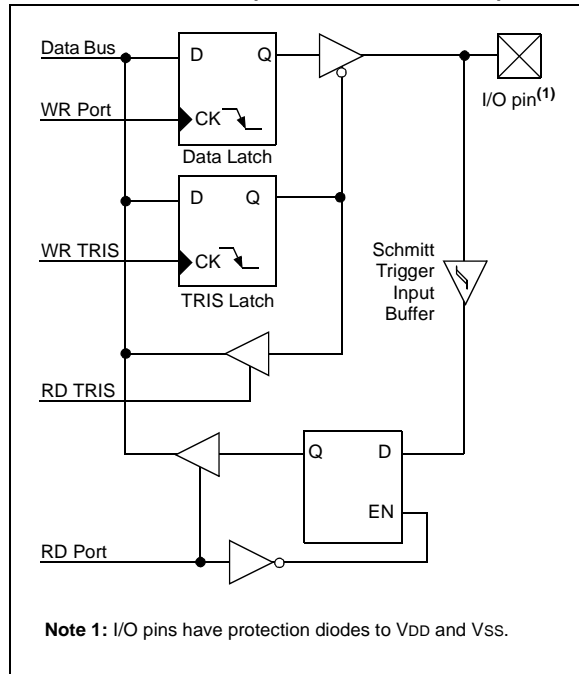 Data Bus
D Q
WR Port
CK
I/O pin(1)
Data Latch
D Q
WR TRIS
CK
TRIS Latch
Schmitt
Trigger
Input
Buffer
RD TRIS
Q D
EN
RD Port
Note 1: I/O pins have protection diodes to VDD and VSS.